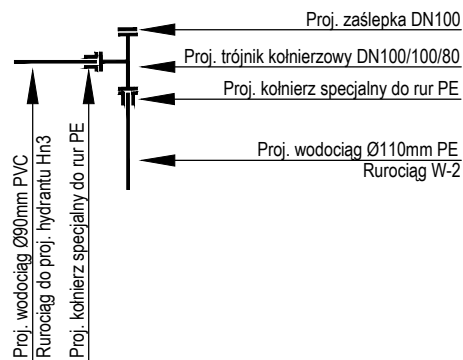 Proj. zaślepka DN100
Proj. trójnik kołnierzowy DN100/100/80
Proj. kołnierz specjalny do rur PE
Proj. wodociąg Ø110mm PE
Rurociąg W-2
Proj. wodociąg Ø90mm PVC
Rurociąg do proj. hydrantu Hn3
Proj. kołnierz specjalny do rur PE